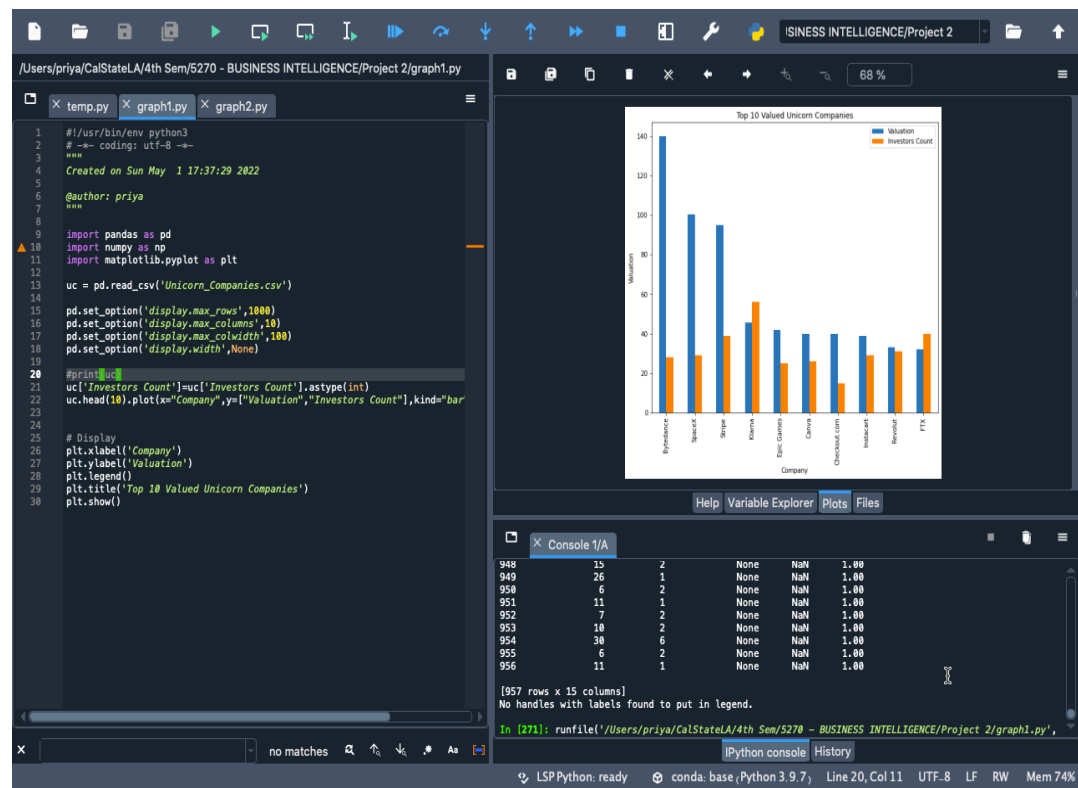 ISINESS INTELLIGENCE/Project 2
/Users/priya/CalStateLA/4th Sem/5270 - BUSINESS INTELLIGENCE/Project 2/graph1.py
temp.py graph1.py graph2.py
1 #!/usr/bin/env python3
2 # -*- coding: utf-8 -*-
3 """
4 Created on Sun May  1 17:37:29 2022
5
6 @author: priya
7 """
8
9 import pandas as pd
10 import numpy as np
11 import matplotlib.pyplot as plt
12
13 uc = pd.read_csv('Unicorn_Companies.csv')
14
15 pd.set_option('display.max_rows',1000)
16 pd.set_option('display.max_columns',10)
17 pd.set_option('display.max_colwidth',100)
18 pd.set_option('display.width',None)
19
20 #print(uc)
21 uc['Investors Count']=uc['Investors Count'].astype(int)
22 uc.head(10).plot(x="Company",y=["Valuation","Investors Count"],kind="bar"
23
24
25 # Display
26 plt.xlabel('Company')
27 plt.ylabel('Valuation')
28 plt.legend()
29 plt.title('Top 10 Valued Unicorn Companies')
30 plt.show()
no matches Aa
68 %
Top 10 Valued Unicorn Companies
Valuation
Investors Count
140
120
100
80
60
40
20
0
Valuation
Bytedance
SpaceX
Stripe
Klarna
Epic Games
Canva
Checkout.com
Instacart
Revolut
FTX
Company
Help Variable Explorer Plots Files
Console 1/A
948 15 2 None NaN 1.00
949 26 1 None NaN 1.00
950 6 2 None NaN 1.00
951 11 1 None NaN 1.00
952 7 2 None NaN 1.00
953 10 2 None NaN 1.00
954 30 6 None NaN 1.00
955 6 2 None NaN 1.00
956 11 1 None NaN 1.00
[957 rows x 15 columns]
No handles with labels found to put in legend.
In [271]: runfile('/Users/priya/CalStateLA/4th Sem/5270 – BUSINESS INTELLIGENCE/Project 2/graph1.py',
IPython console History
LSP Python: ready conda: base (Python 3.9.7) Line 20, Col 11 UTF-8 LF RW Mem 74%